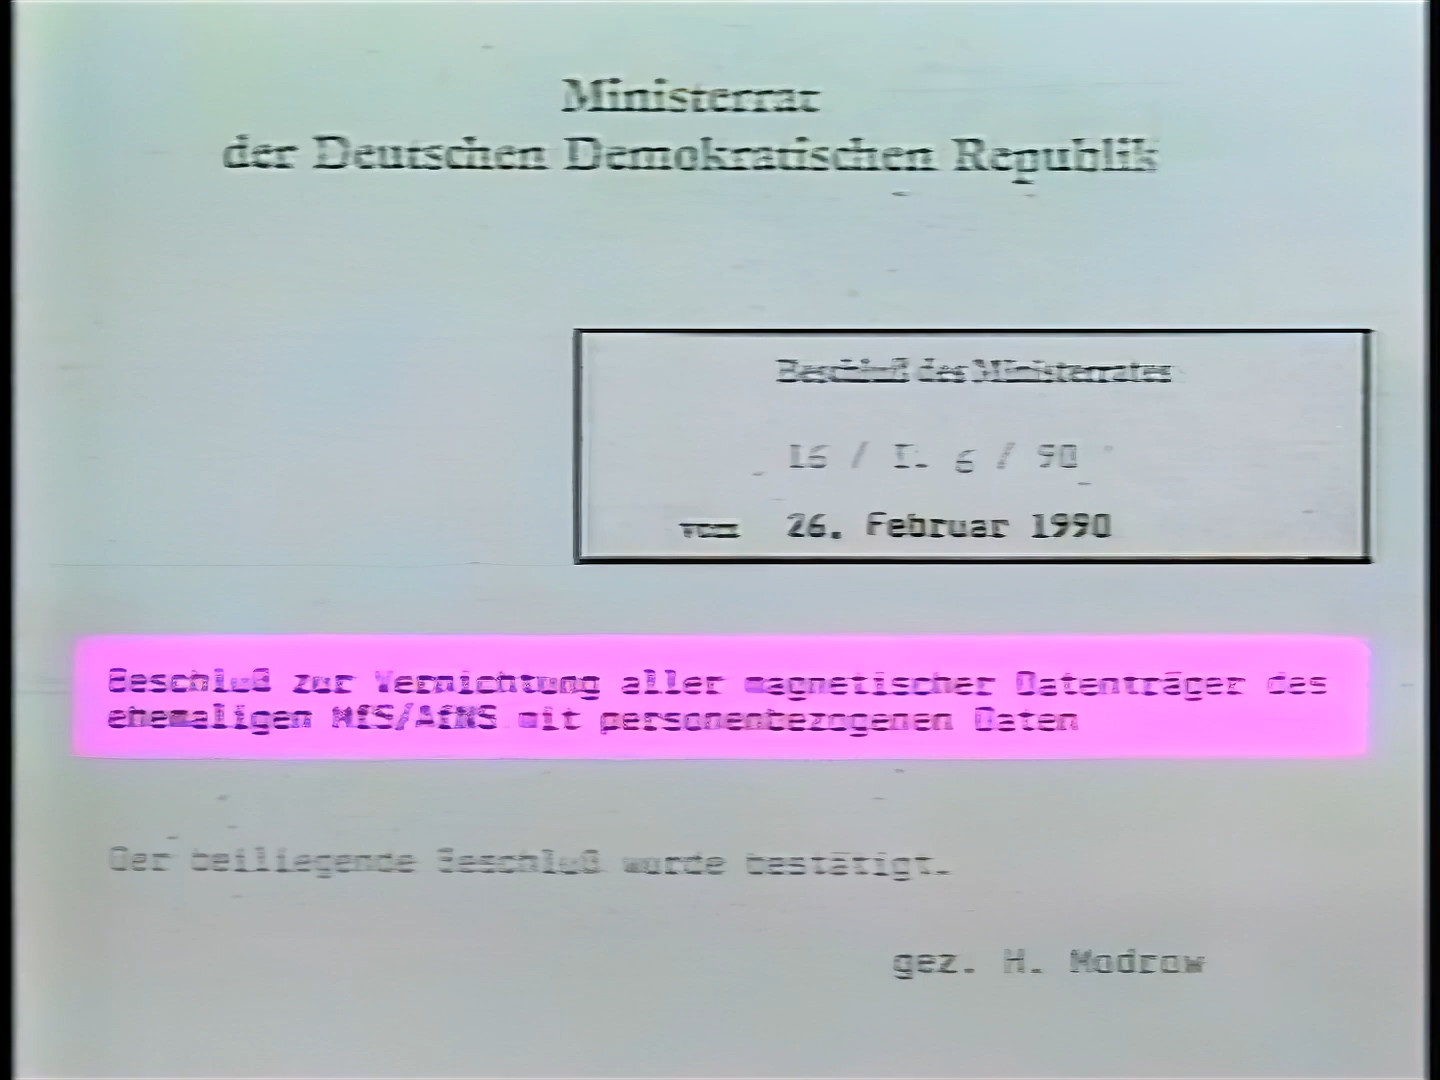 Ministerrat
der Deutschen Demokratischen Republik
Beschluß des Ministerrates
16 / I. 6 / 90
vom 26. Februar 1990
Beschluß zur Vernichtung aller magnetischer Datenträger des
ehemaligen MfS/AfNS mit personenbezogenen Daten
Der beiliegende Beschluß wurde bestätigt.
gez. H. Modrow